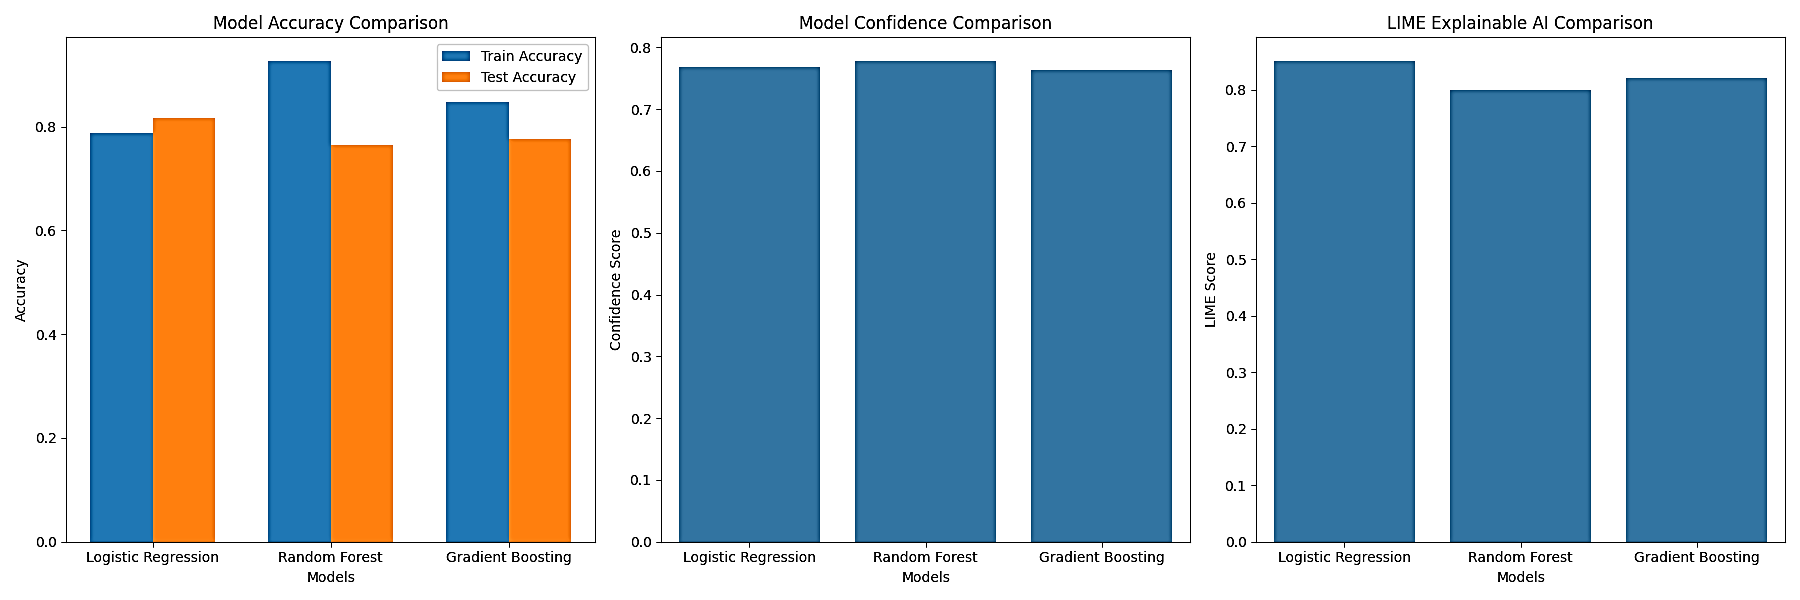 Model Accuracy Comparison
Train Accuracy
Test Accuracy
0.8
0.6
0.4
0.2
0.0
Accuracy
Logistic Regression Random Forest Gradient Boosting
Models
Model Confidence Comparison
0.8
0.7
0.6
0.5
0.4
0.3
0.2
0.1
0.0
Confidence Score
Logistic Regression Random Forest Gradient Boosting
Models
LIME Explainable AI Comparison
0.8
0.7
0.6
0.5
0.4
0.3
0.2
0.1
0.0
LIME Score
Logistic Regression Random Forest Gradient Boosting
Models